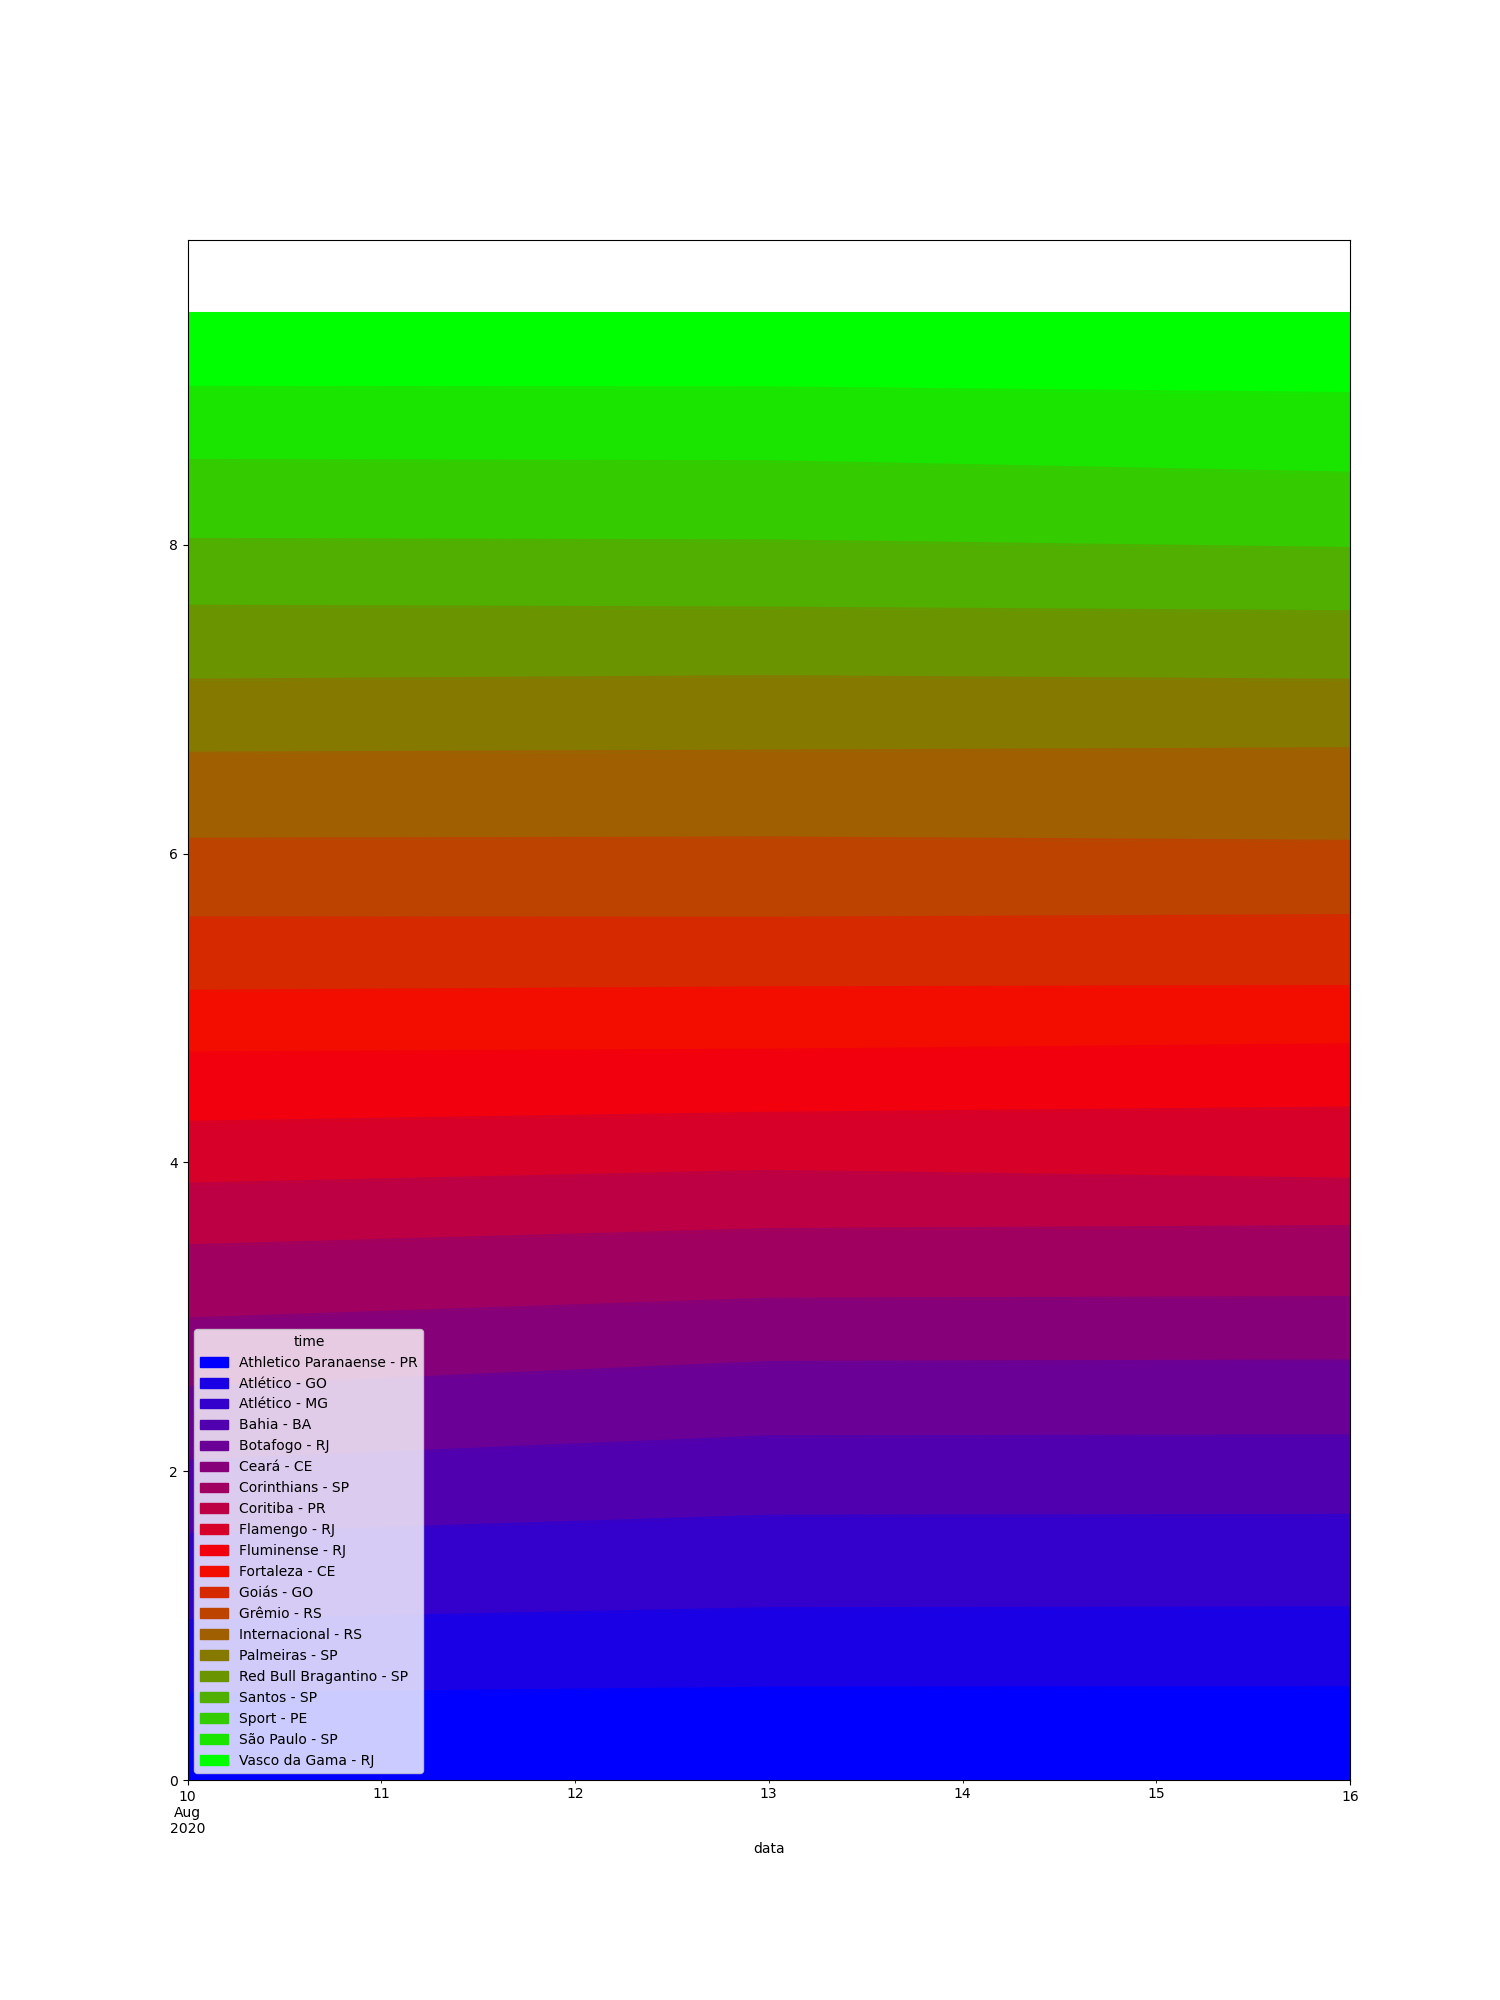 8
6
4
2
0
time
Athletico Paranaense - PR
Atlético - GO
Atlético - MG
Bahia - BA
Botafogo - RJ
Ceará - CE
Corinthians - SP
Coritiba - PR
Flamengo - RJ
Fluminense - RJ
Fortaleza - CE
Goiás - GO
Grêmio - RS
Internacional - RS
Palmeiras - SP
Red Bull Bragantino - SP
Santos - SP
Sport - PE
São Paulo - SP
Vasco da Gama - RJ
10 11 12 13 14 15 16
Aug
2020
data